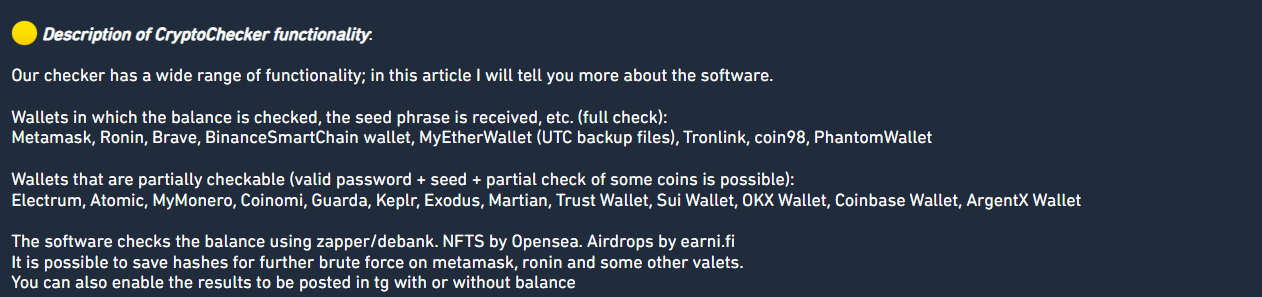 Description of CryptoChecker functionality:
Our checker has a wide range of functionality; in this article I will tell you more about the software.
Wallets in which the balance is checked, the seed phrase is received, etc. (full check):
Metamask, Ronin, Brave, BinanceSmartChain wallet, MyEtherWallet (UTC backup files), Tronlink, coin98, PhantomWallet
Wallets that are partially checkable (valid password + seed + partial check of some coins is possible):
Electrum, Atomic, MyMonero, Coinomi, Guarda, Keplr, Exodus, Martian, Trust Wallet, Sui Wallet, OKX Wallet, Coinbase Wallet, ArgentX Wallet
The software checks the balance using zapper/debank. NFTS by Opensea. Airdrops by earni.fi
It is possible to save hashes for further brute force on metamask, ronin and some other valets.
You can also enable the results to be posted in tg with or without balance